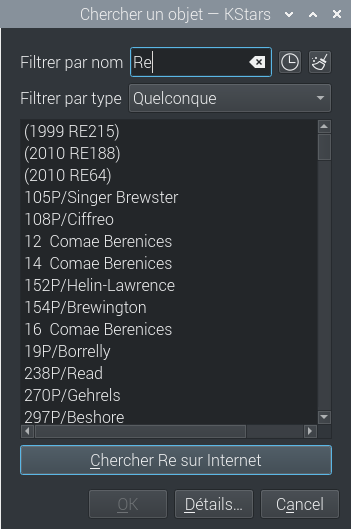 Chercher un objet — KStars
Filtrer par nom Re
Filtrer par type Quelconque
(1999 RE215)
(2010 RE188)
(2010 RE64)
105P/Singer Brewster
108P/Ciffreo
12 Comae Berenices
14 Comae Berenices
152P/Helin-Lawrence
154P/Brewington
16 Comae Berenices
19P/Borrelly
238P/Read
270P/Gehrels
297P/Beshore
Chercher Re sur Internet
OK Détails... Cancel